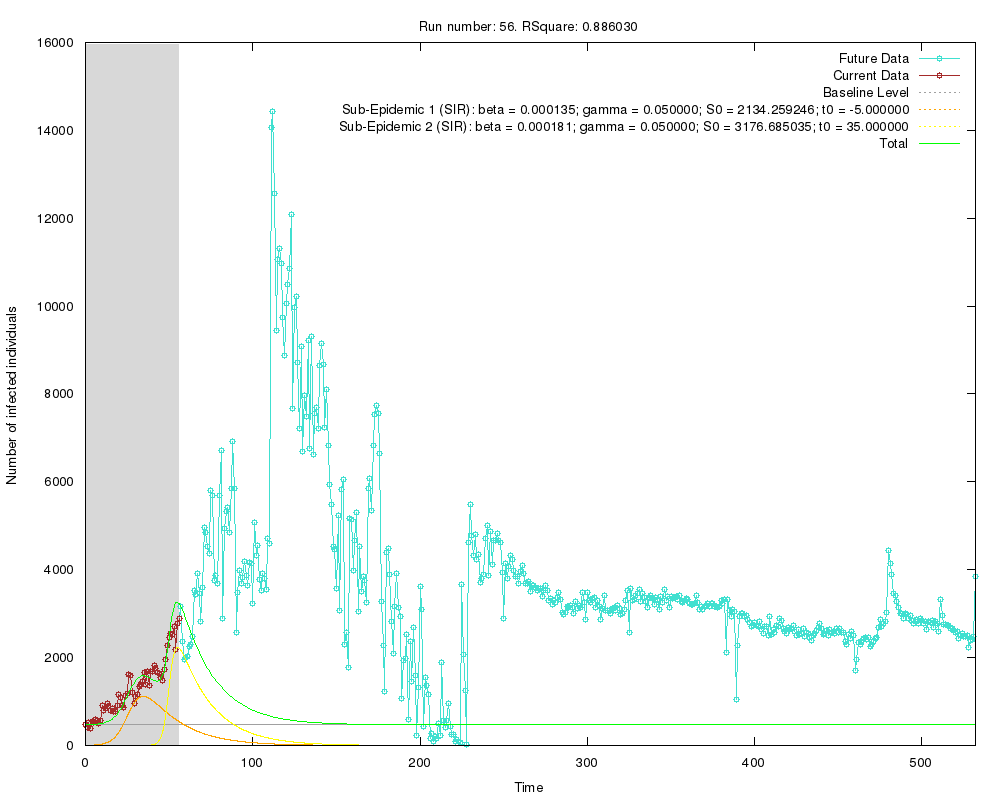 Run number: 56. RSquare: 0.886030
16000
14000
12000
10000
8000
6000
4000
2000
0
Number of infected individuals
Future Data
Current Data
Baseline Level
Sub-Epidemic 1 (SIR): beta = 0.000135; gamma = 0.050000; S0 = 2134.259246; t0 = -5.000000
Sub-Epidemic 2 (SIR): beta = 0.000181; gamma = 0.050000; S0 = 3176.685035; t0 = 35.000000
Total
0
100
200
300
400
500
Time